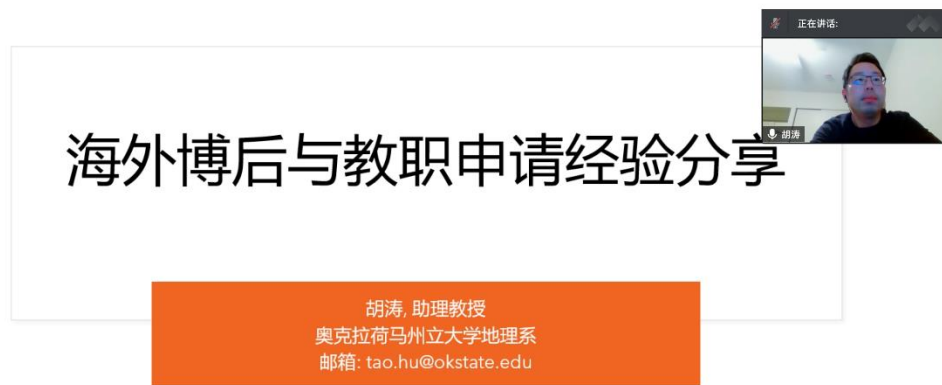 正在讲话:
胡涛
海外博后与教职申请经验分享
胡涛, 助理教授
奥克拉荷马州立大学地理系
邮箱: tao.hu@okstate.edu